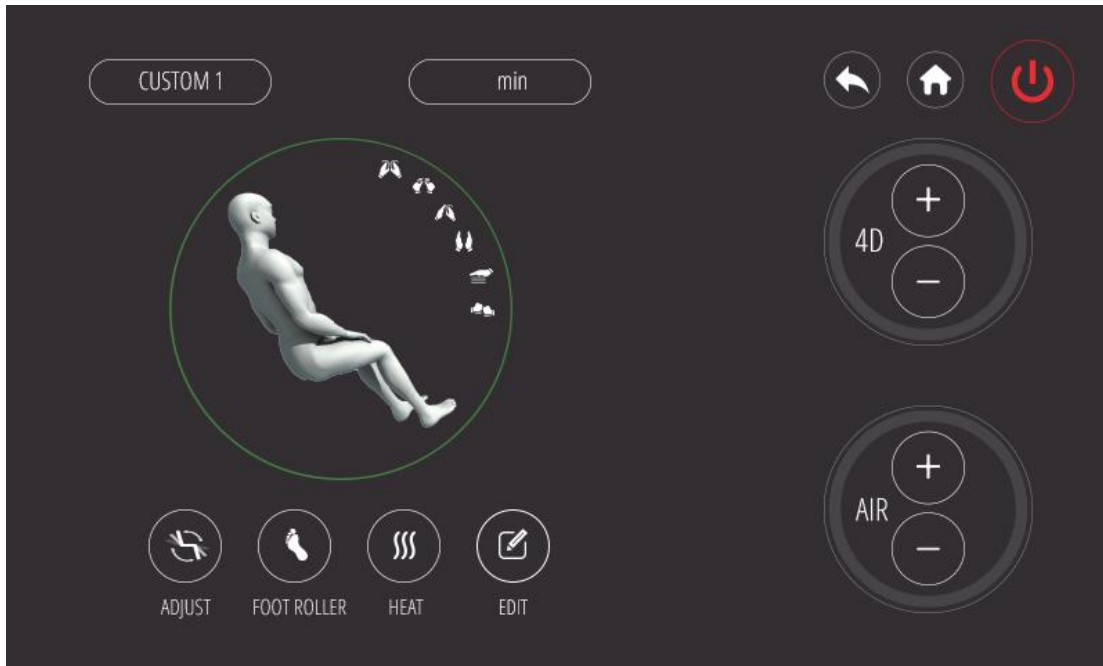 CUSTOM 1
min
4D
+
−
AIR
+
−
ADJUST
FOOT ROLLER
HEAT
EDIT